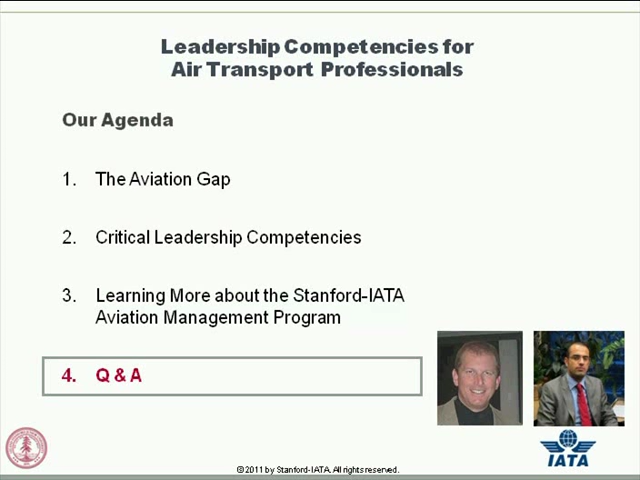 Leadership Competencies for
Air Transport Professionals
Our Agenda
1. The Aviation Gap
2. Critical Leadership Competencies
3. Learning More about the Stanford-IATA
Aviation Management Program
4. Q & A
IATA
© 2011 by Stanford-IATA. All rights reserved.